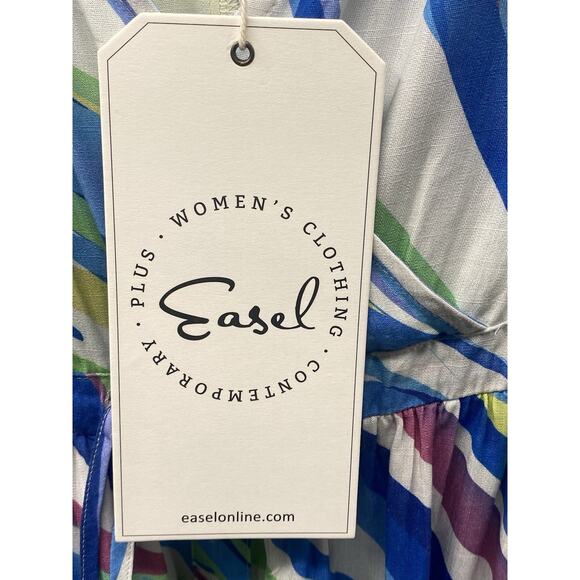 WOMEN'S CLOTHING · CONTEMPORARY · PLUS ·
Easel
easelonline.com